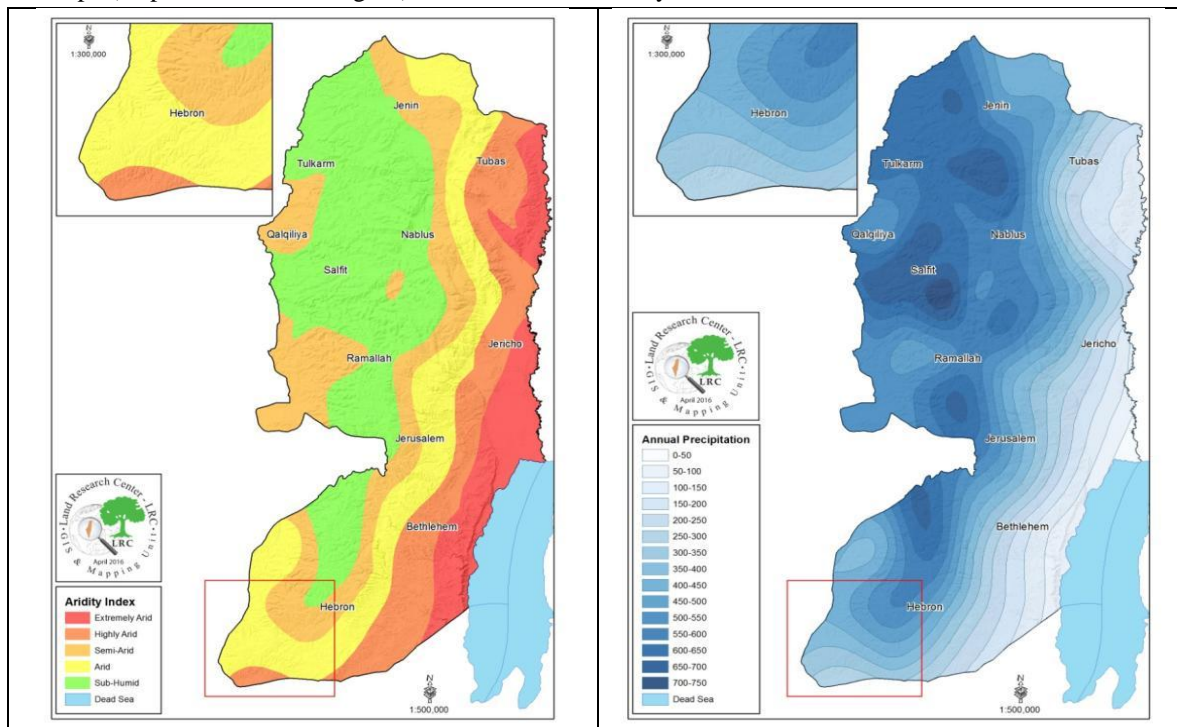 N
1:300,000
Hebron
Jenin
Tulkarm
Tubas
Qalqiliya
Nablus
Salfit
Ramallah
Jericho
Jerusalem
Bethlehem
Hebron
Land Research Center - LRC
GIS & Mapping Unit
LRC
April 2016
Aridity Index
Extremely Arid
Highly Arid
Semi-Arid
Arid
Sub-Humid
Dead Sea
N
1:500,000
N
1:300,000
Hebron
Jenin
Tulkarm
Tubas
Qalqiliya
Nablus
Salfit
Ramallah
Jericho
Jerusalem
Bethlehem
Hebron
Land Research Center - LRC
GIS & Mapping Unit
LRC
April 2016
Annual Precipitation
0-50
50-100
100-150
150-200
200-250
250-300
300-350
350-400
400-450
450-500
500-550
550-600
600-650
650-700
700-750
Dead Sea
N
1:500,000